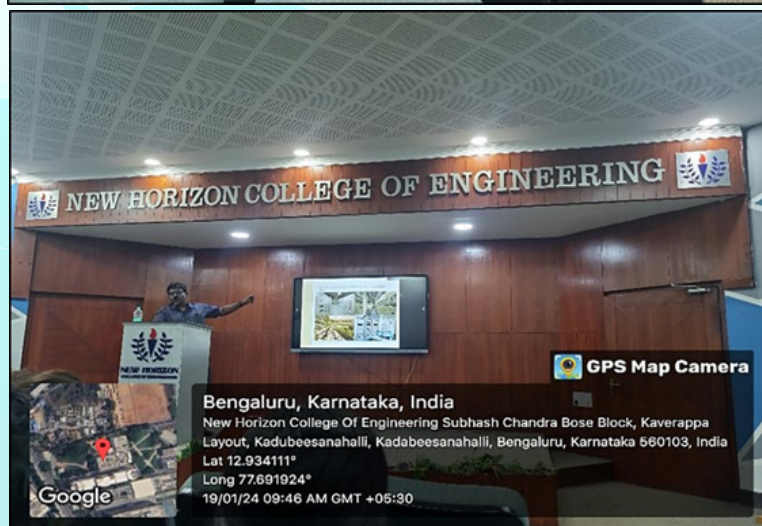 NEW HORIZON COLLEGE OF ENGINEERING
NEW HORIZON
GPS Map Camera
Bengaluru, Karnataka, India
New Horizon College Of Engineering Subhash Chandra Bose Block, Kaverappa
Layout, Kadubeesanahalli, Kadabeesanahalli, Bengaluru, Karnataka 560103, India
Lat 12.934111°
Long 77.691924°
19/01/24 09:46 AM GMT +05:30
Google